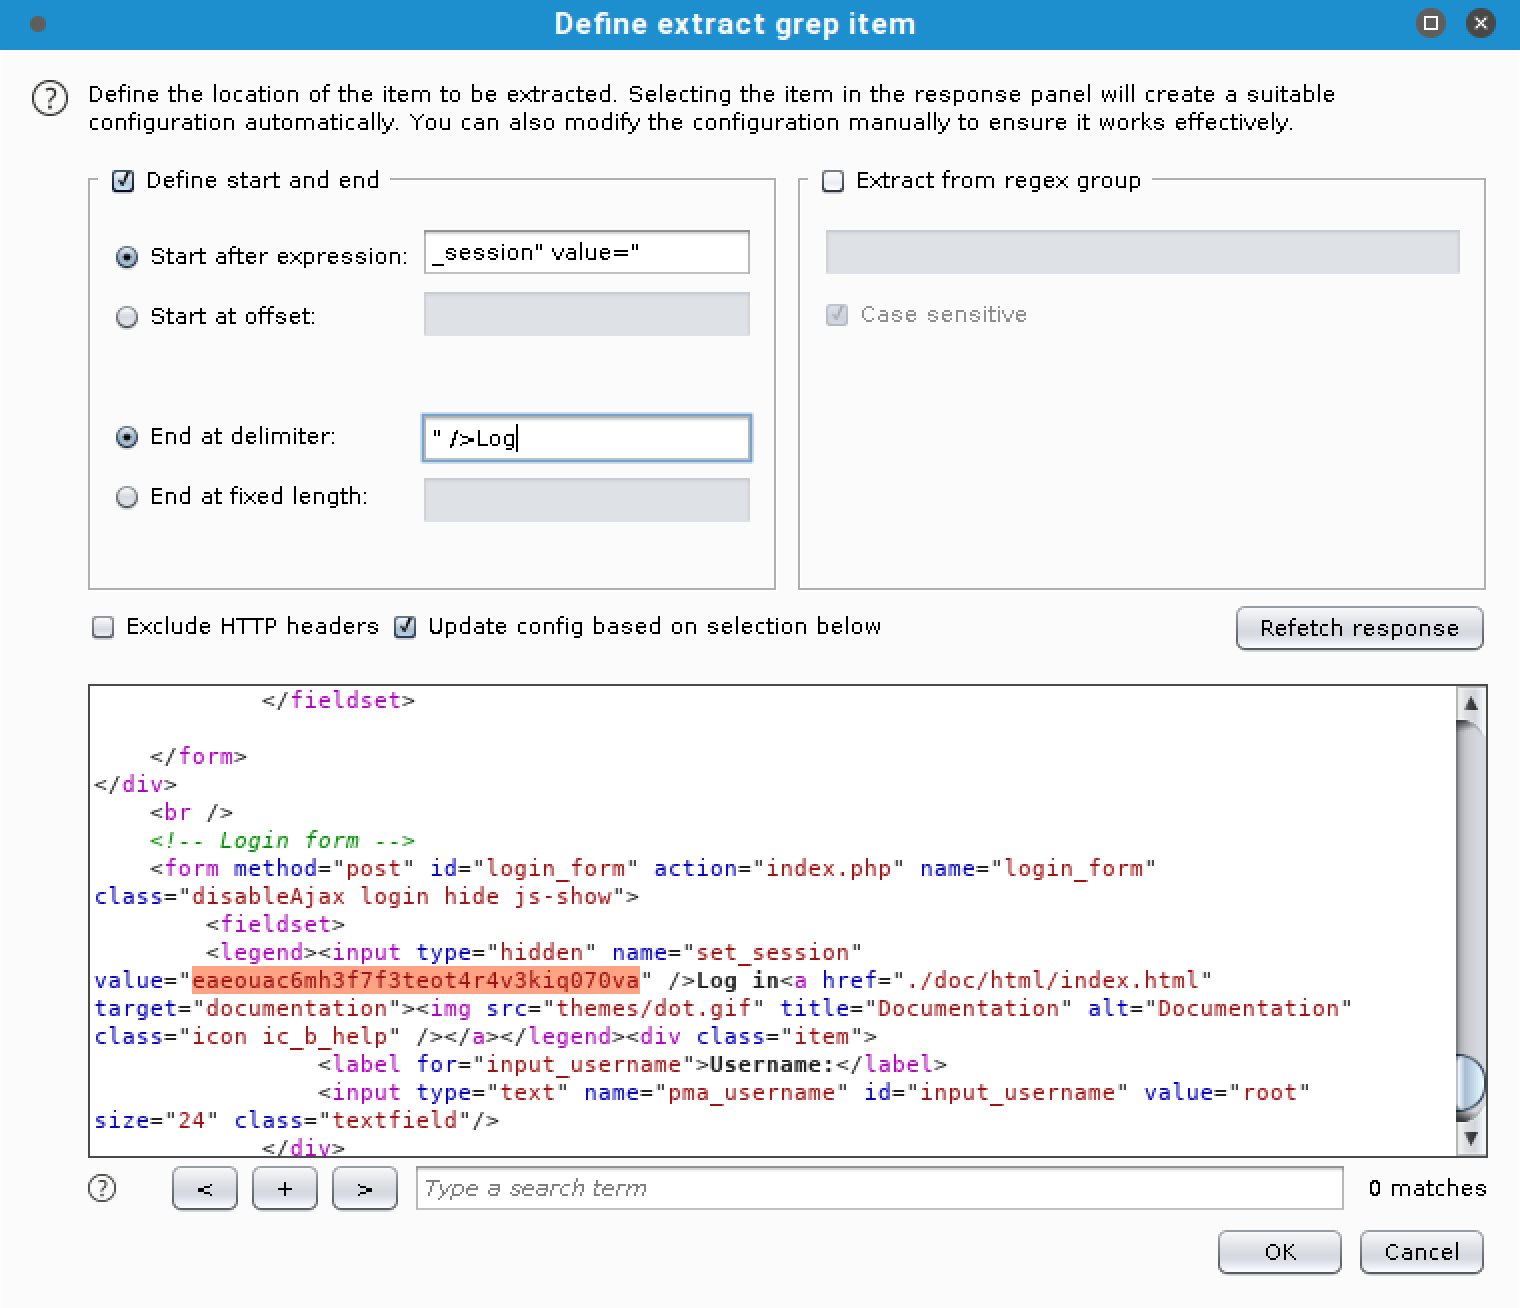 Define extract grep item
Define the location of the item to be extracted. Selecting the item in the response panel will create a suitable
configuration automatically. You can also modify the configuration manually to ensure it works effectively.
Define start and end
Start after expression: _session" value="
Start at offset:
End at delimiter: " />Log
End at fixed length:
Extract from regex group
Case sensitive
Exclude HTTP headers Update config based on selection below Refetch response
</fieldset>
</form>
</div>
<br />
<!-- Login form -->
<form method="post" id="login_form" action="index.php" name="login_form"
class="disableAjax login hide js-show">
<fieldset>
<legend><input type="hidden" name="set_session"
value="eaeouac6mh3f7f3teot4r4v3kiq070va" />Log in<a href="./doc/html/index.html"
target="documentation"><img src="themes/dot.gif" title="Documentation" alt="Documentation"
class="icon ic_b_help" /></a></legend><div class="item">
<label for="input_username">Username:</label>
<input type="text" name="pma_username" id="input_username" value="root"
size="24" class="textfield"/>
</div>
? < + > Type a search term 0 matches
OK Cancel